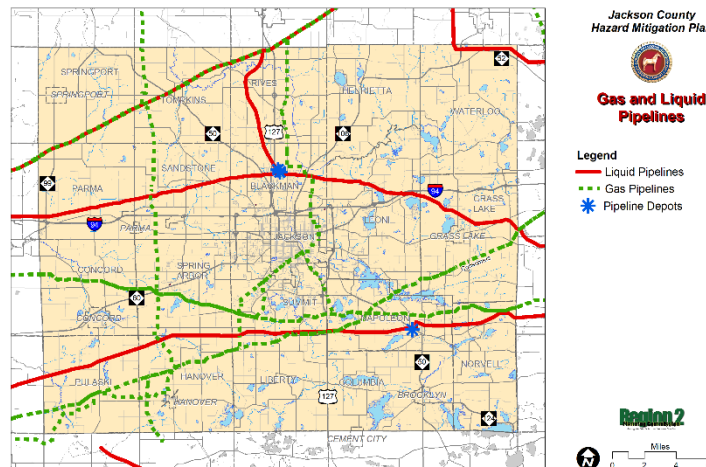 Jackson County
Hazard Mitigation Pla
Gas and Liquid
Pipelines
Legend
Liquid Pipelines
Gas Pipelines
Pipeline Depots
Region 2
Miles
0 2 4
52
SPRINGPORT
SPRINGPORT
TOMPKINS
RIVES
HENRIETTA
WATERLOO
50
127
106
SANDSTONE
99
PARMA
BLACKMAN
94
GRASS
LAKE
LEONI
94
PARMA
JACKSON
GRASS LAKE
CONCORD
SPRING
ARBOR
60
SUMMIT
CONCORD
NAPOLEON
PULASKI
HANOVER
LIBERTY
COLUMBIA
NORVELL
50
HANOVER
127
BROOKLYN
124
CEMENT CITY